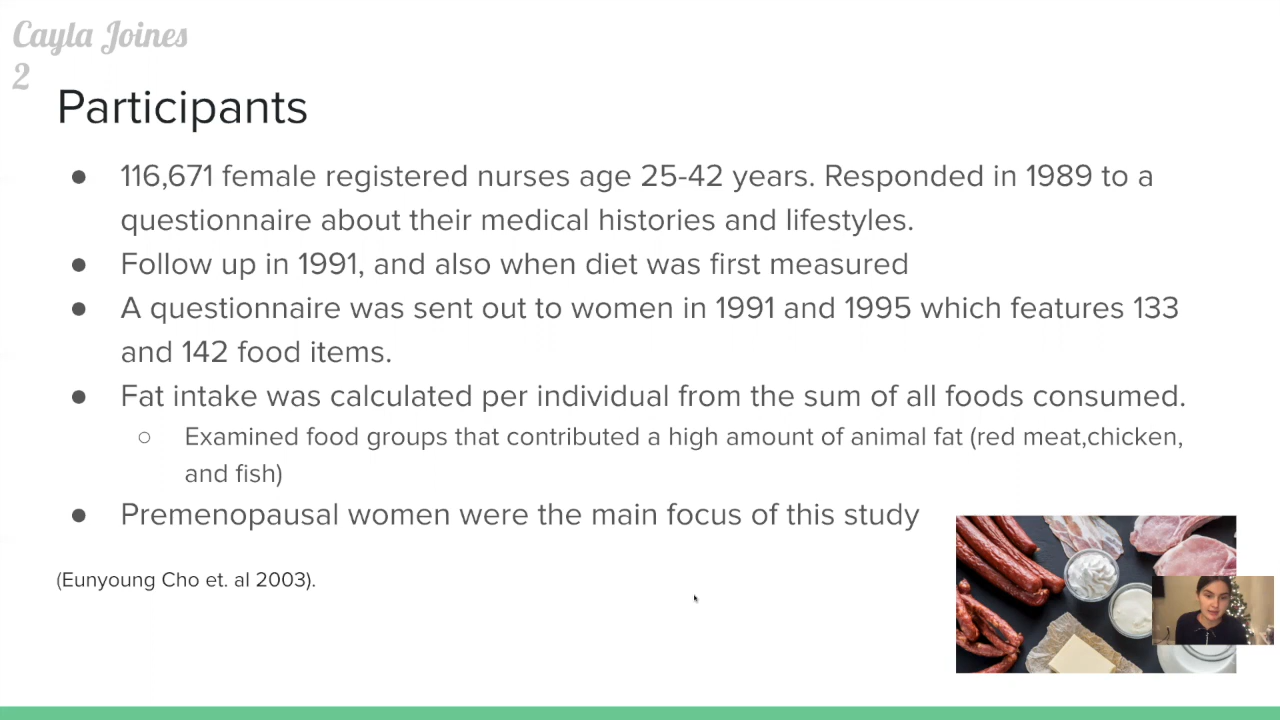 Cayla Joines
2
Participants
● 116,671 female registered nurses age 25-42 years. Responded in 1989 to a
questionnaire about their medical histories and lifestyles.
● Follow up in 1991, and also when diet was first measured
● A questionnaire was sent out to women in 1991 and 1995 which features 133
and 142 food items.
● Fat intake was calculated per individual from the sum of all foods consumed.
○ Examined food groups that contributed a high amount of animal fat (red meat,chicken,
and fish)
● Premenopausal women were the main focus of this study
(Eunyoung Cho et. al 2003).